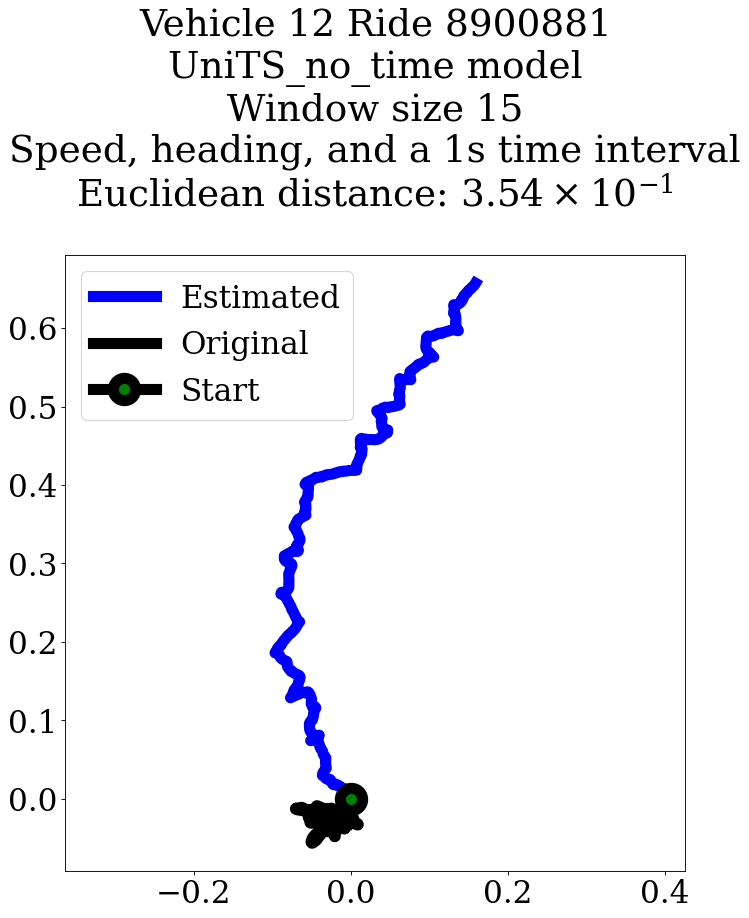 Vehicle 12 Ride 8900881
UniTS_no_time model
Window size 15
Speed, heading, and a 1s time interval
Euclidean distance: 3.54 × 10⁻¹
Estimated
Original
Start
0.6
0.5
0.4
0.3
0.2
0.1
0.0
−0.2 0.0 0.2 0.4